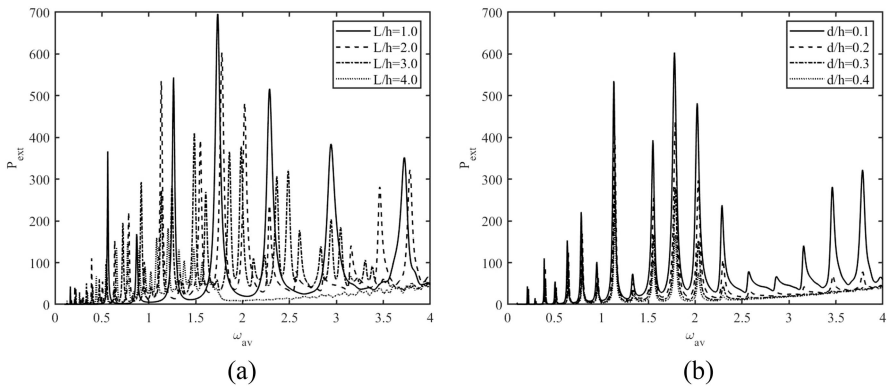 700
600
500
400
300
200
100
0
P_ext
0 0.5 1 1.5 2 2.5 3 3.5 4
ω_av
L/h=1.0
L/h=2.0
L/h=3.0
L/h=4.0
(a)
700
600
500
400
300
200
100
0
P_ext
0 0.5 1 1.5 2 2.5 3 3.5 4
ω_av
d/h=0.1
d/h=0.2
d/h=0.3
d/h=0.4
(b)